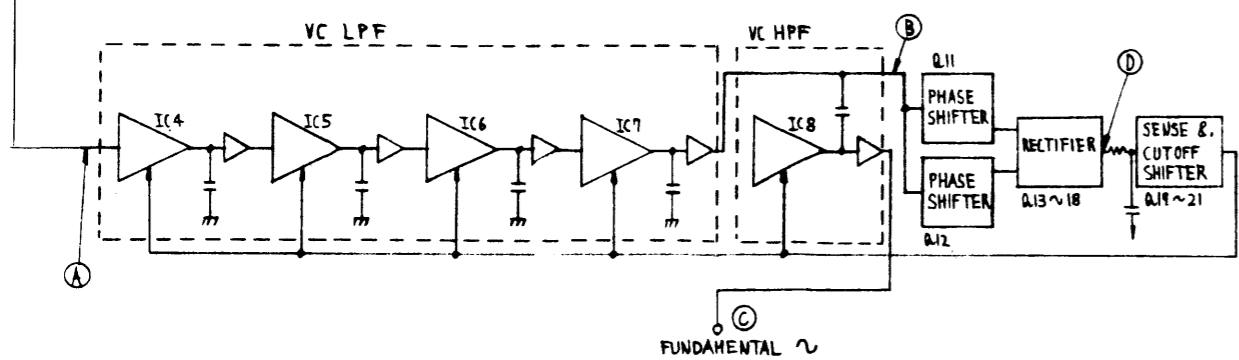 VC LPF
VC HPF
B
Q11
D
IC4
IC5
IC6
IC7
IC8
PHASE
SHIFTER
RECTIFIER
SENSE &.
CUTOFF
SHIFTER
PHASE
SHIFTER
Q13~18
Q19~21
Q12
A
C
FUNDAMENTAL ~